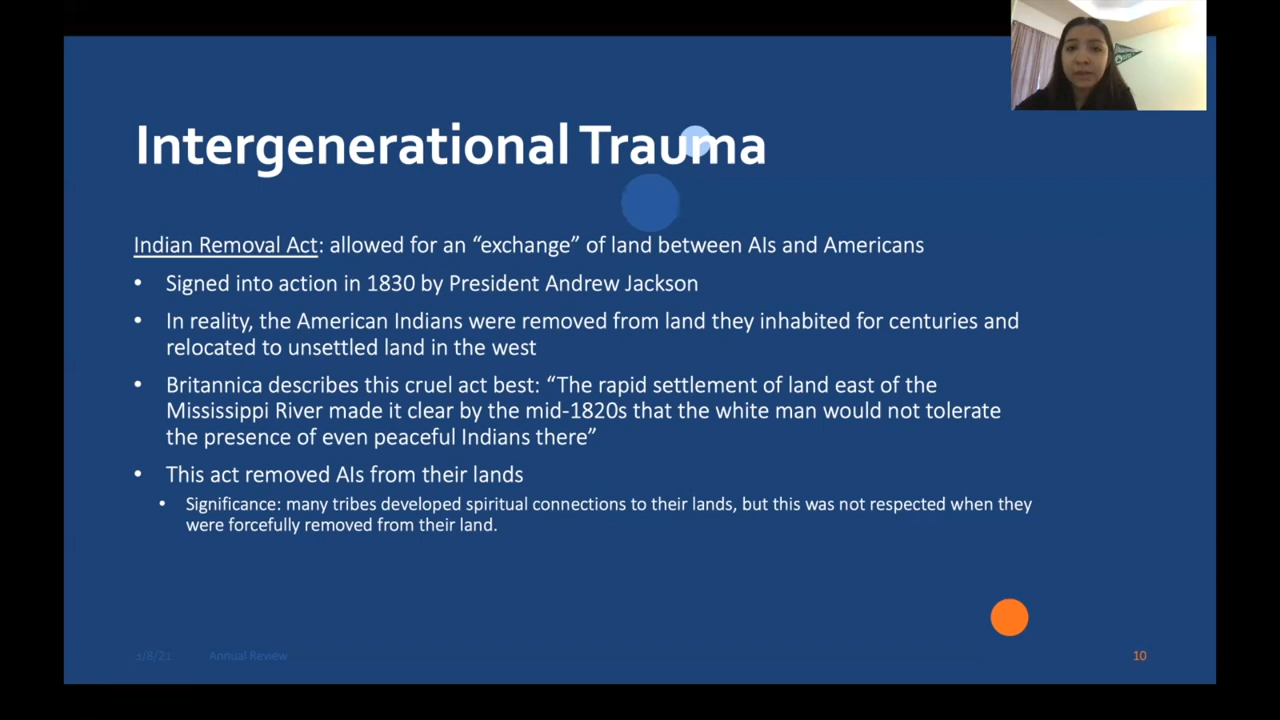 Intergenerational Trauma
Indian Removal Act: allowed for an “exchange” of land between AIs and Americans
• Signed into action in 1830 by President Andrew Jackson
• In reality, the American Indians were removed from land they inhabited for centuries and
relocated to unsettled land in the west
• Britannica describes this cruel act best: “The rapid settlement of land east of the
Mississippi River made it clear by the mid-1820s that the white man would not tolerate
the presence of even peaceful Indians there”
• This act removed AIs from their lands
• Significance: many tribes developed spiritual connections to their lands, but this was not respected when they
were forcefully removed from their land.
Annual Review
10